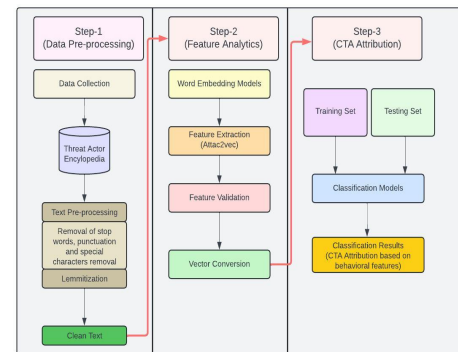 Step-1
(Data Pre-processing)
Data Collection
Threat Actor
Encylopedia
Text Pre-processing
Removal of stop
words, punctuation
and special
characters removal
Lemmitization
Clean Text
Step-2
(Feature Analytics)
Word Embedding Models
Feature Extraction
(Attac2vec)
Feature Validation
Vector Conversion
Step-3
(CTA Attribution)
Training Set
Testing Set
Classification Models
Classification Results
(CTA Attribution based on
behavioral features)